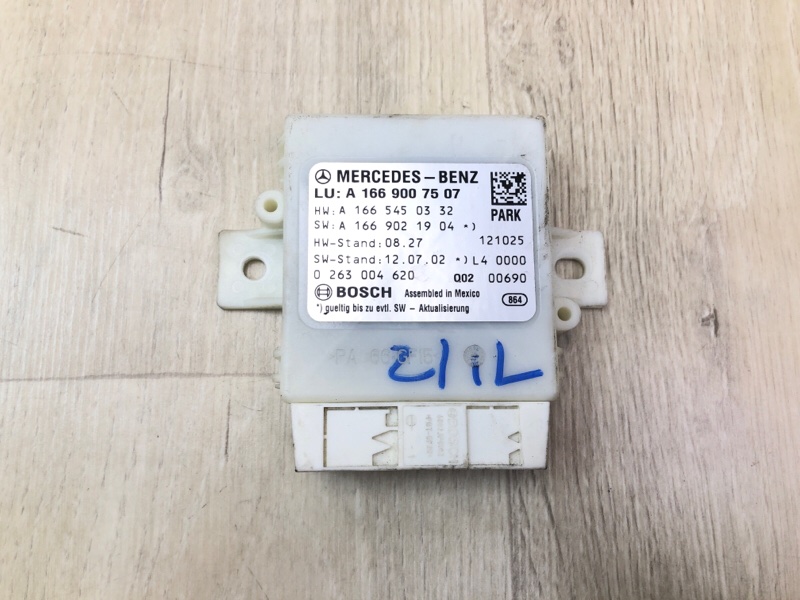 MERCEDES-BENZ
LU: A 166 900 75 07
HW: A 166 545 03 32
SW: A 166 902 19 04 *)
PARK
HW-Stand: 08.27 121025
SW-Stand: 12.07.02 *) L4 0000
0 263 004 620 Q02 00690
BOSCH Assembled in Mexico 864
*) gueltig bis zu evtl. SW - Aktualisierung